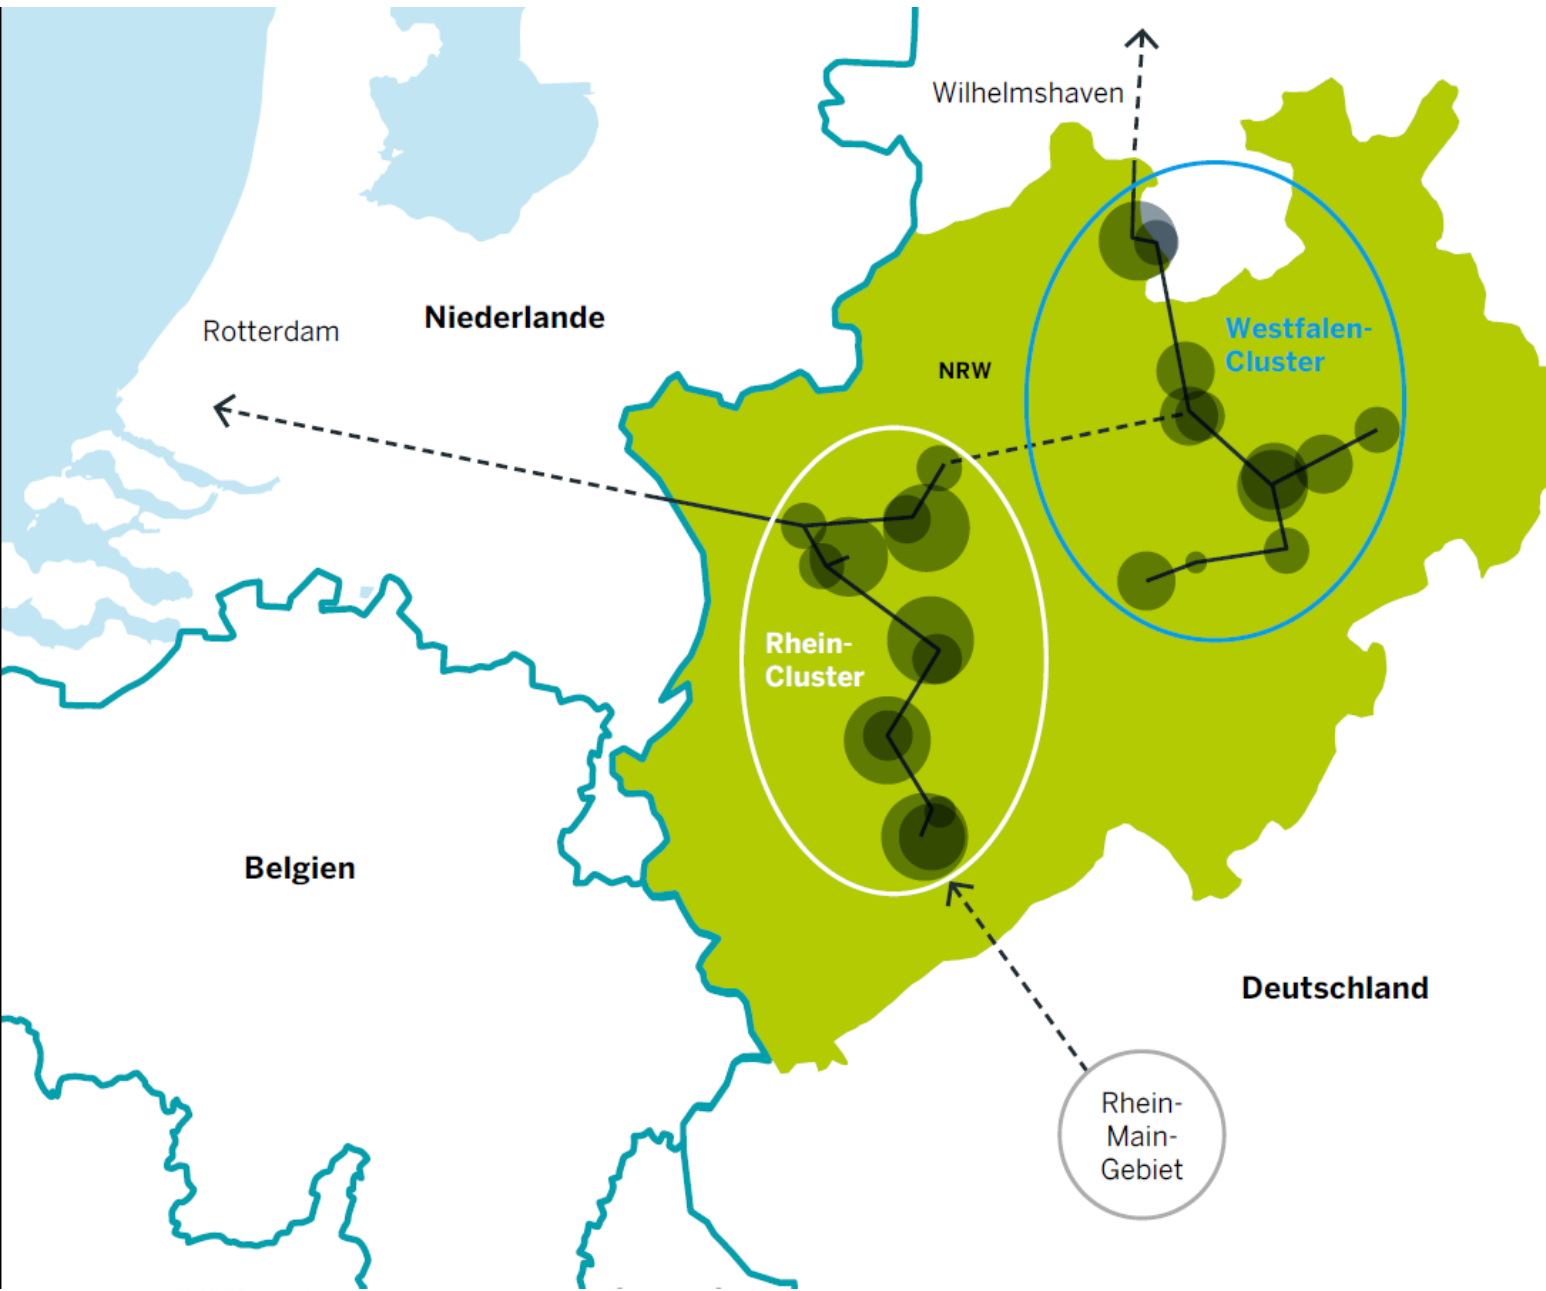 Wilhelmshaven
Rotterdam
Niederlande
NRW
Westfalen-
Cluster
Rhein-
Cluster
Belgien
Deutschland
Rhein-
Main-
Gebiet